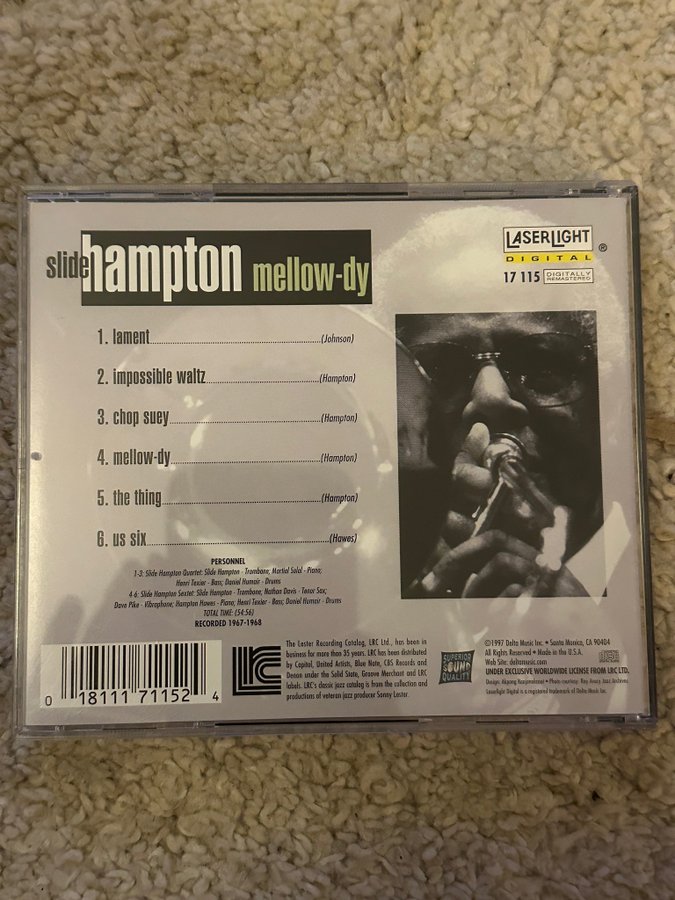 slide hampton mellow-dy
LASERLIGHT ®
DIGITAL
17 115 DIGITALLY REMASTERED
1. lament (Johnson)
2. impossible waltz (Hampton)
3. chop suey (Hampton)
4. mellow-dy (Hampton)
5. the thing (Hampton)
6. us six (Hawes)
PERSONNEL
1-3: Slide Hampton Quartet: Slide Hampton - Trombone; Martial Solal - Piano;
Henri Texier - Bass; Daniel Humair - Drums
4-6: Slide Hampton Sextet: Slide Hampton - Trombone; Nathan Davis - Tenor Sax;
Dave Pike - Vibraphone; Hampton Hawes - Piano; Henri Texier - Bass; Daniel Humair - Drums
TOTAL TIME: (54:56)
RECORDED 1967-1968
0 18111 71152 4
LRC
The Lester Recording Catalog, LRC Ltd., has been in
business for more than 35 years. LRC has been distributed
by Capitol, United Artists, Blue Note, CBS Records and
Denon under the Solid State, Groove Merchant and LRC
labels. LRC's classic jazz catalog is from the collection and
productions of veteran jazz producer Sonny Lester.
SUPERIOR
SOUND
QUALITY
©1997 Delta Music Inc. • Santa Monica, CA 90404
All Rights Reserved • Made in the U.S.A.
Web Site: deltamusic.com
UNDER EXCLUSIVE WORLDWIDE LICENSE FROM LRC LTD.
Photo courtesy: Ray Avery Jazz Archives
Laserlight Digital is a registered trademark of Delta Music Inc.